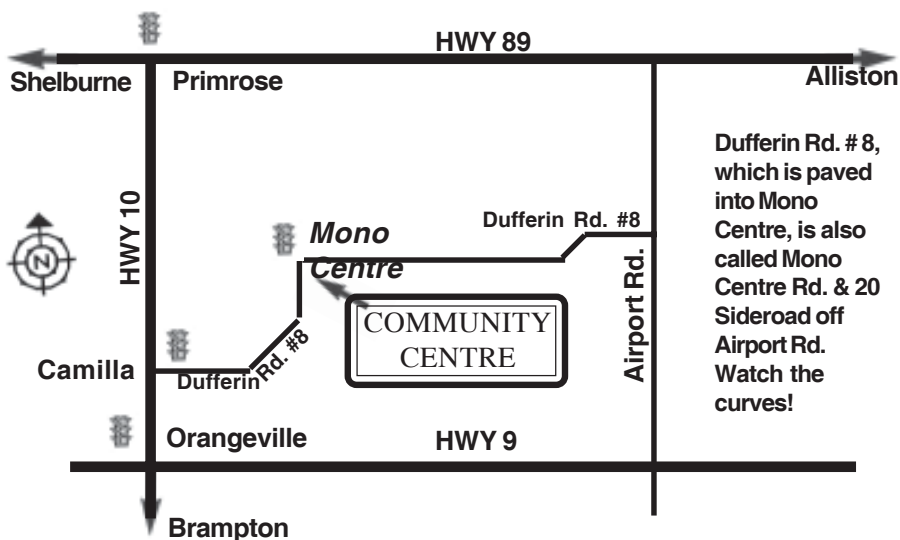 HWY 89
Shelburne
Primrose
Alliston
HWY 10
N
Mono
Centre
Dufferin Rd. #8
Airport Rd.
Dufferin Rd. # 8,
which is paved
into Mono
Centre, is also
called Mono
Centre Rd. & 20
Sideroad off
Airport Rd.
Watch the
curves!
COMMUNITY
CENTRE
Camilla
Dufferin Rd. #8
Orangeville
HWY 9
Brampton